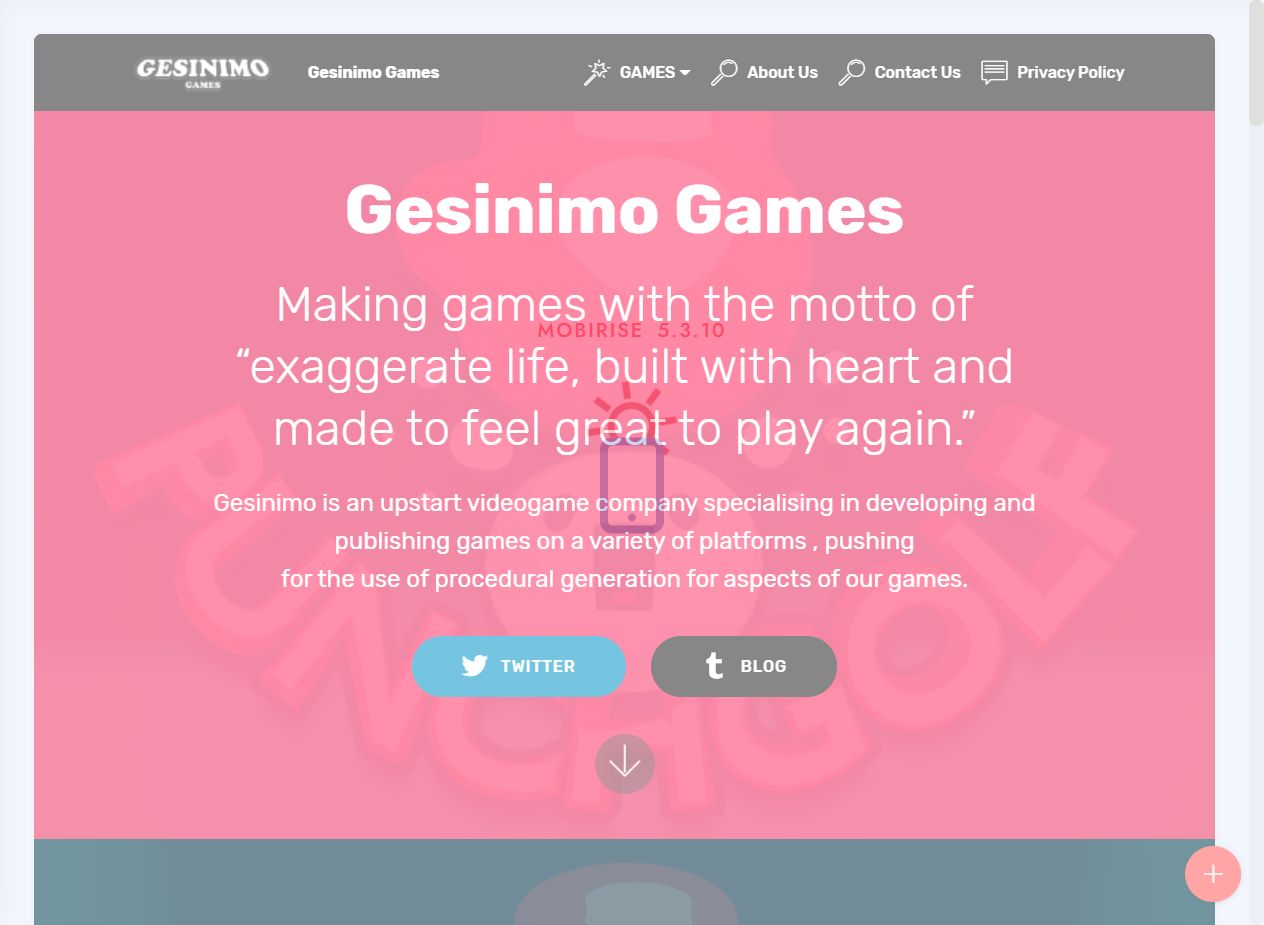 GESINIMO
GAMES
Gesinimo Games
GAMES
About Us
Contact Us
Privacy Policy
Gesinimo Games
Making games with the motto of
MOBIRISE 5.3.10
“exaggerate life, built with heart and
made to feel great to play again.”
Gesinimo is an upstart videogame company specialising in developing and
publishing games on a variety of platforms , pushing
for the use of procedural generation for aspects of our games.
PUNCHGOLF
TWITTER
BLOG